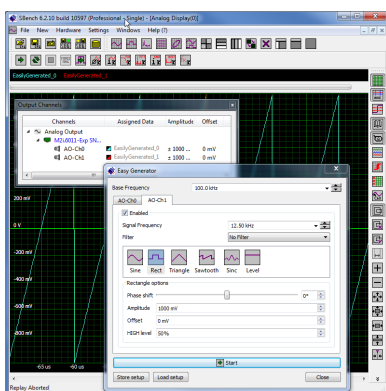 SBench 6.2.10 build 10597 (Professional - Single) - [Analog Display(0)]
File New Hardware Settings Windows Help (?)
EasilyGenerated_0 EasilyGenerated_1
Output Channels
Channels Assigned Data Amplitude Offset
Analog Output
M2i.6011-Exp SN...
AO-Ch0 EasilyGenerated_0 ± 1000 ... 0 mV
AO-Ch1 EasilyGenerated_1 ± 1000 ... 0 mV
Easy Generator
Base Frequency 100.0 kHz
AO-Ch0 AO-Ch1
Enabled
Signal Frequency 12.50 kHz
Filter No Filter
Sine Rect Triangle Sawtooth Sinc Level
Rectangle options
Phase shift 0°
Amplitude 1000 mV
Offset 0 mV
HIGH level 50%
Start
Store setup Load setup Close
200 mV
0 V
-200 mV
-400 mV
-600 mV
-800 mV
-65 us -60 us
Replay Aborted